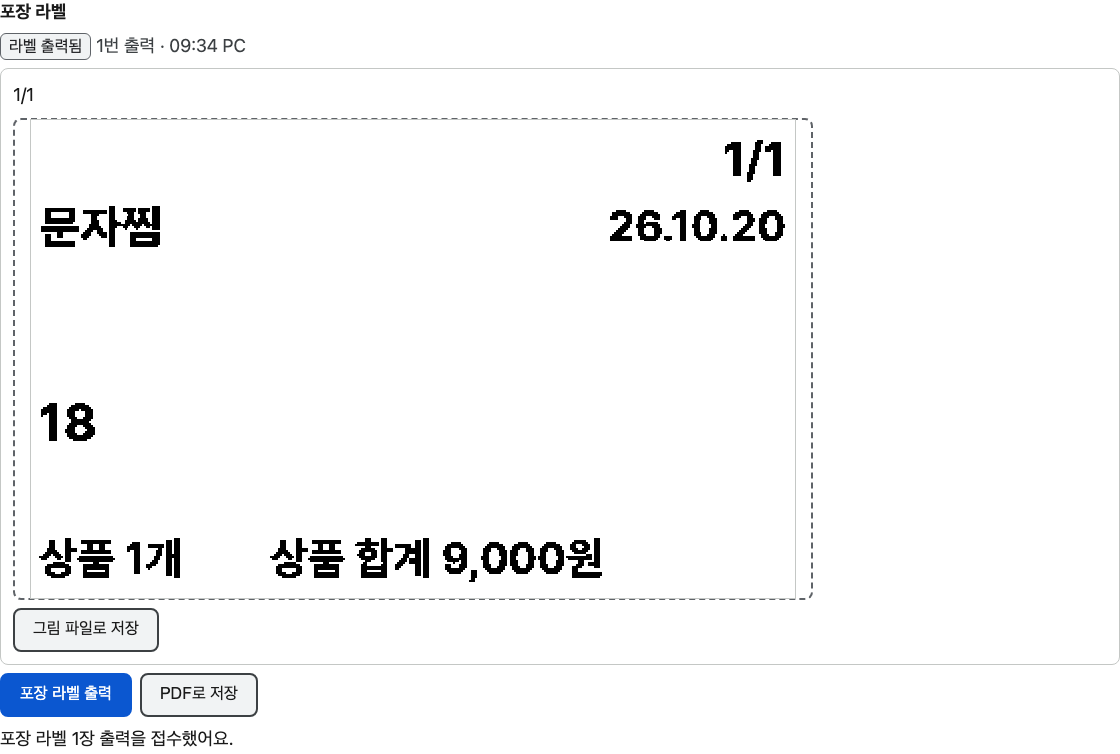 포장 라벨
라벨 출력됨 1번 출력 · 09:34 PC
1/1
1/1
문자찜 26.10.20
18
상품 1개 상품 합계 9,000원
그림 파일로 저장
포장 라벨 출력 PDF로 저장
포장 라벨 1장 출력을 접수했어요.